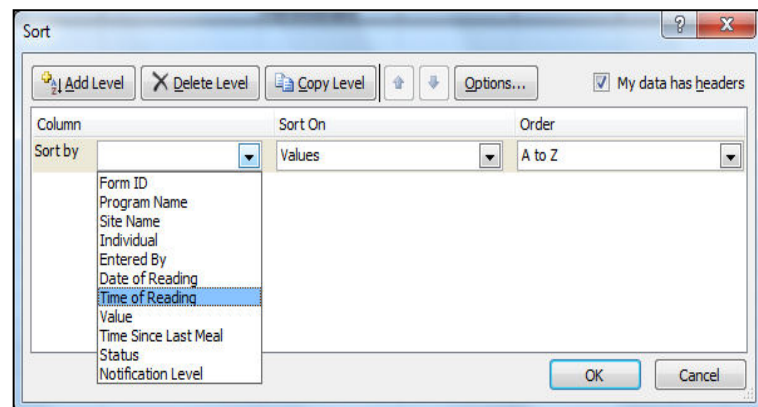 Sort
Add Level Delete Level Copy Level Options... My data has headers
Column Sort On Order
Sort by Values A to Z
Form ID
Program Name
Site Name
Individual
Entered By
Date of Reading
Time of Reading
Value
Time Since Last Meal
Status
Notification Level
OK Cancel